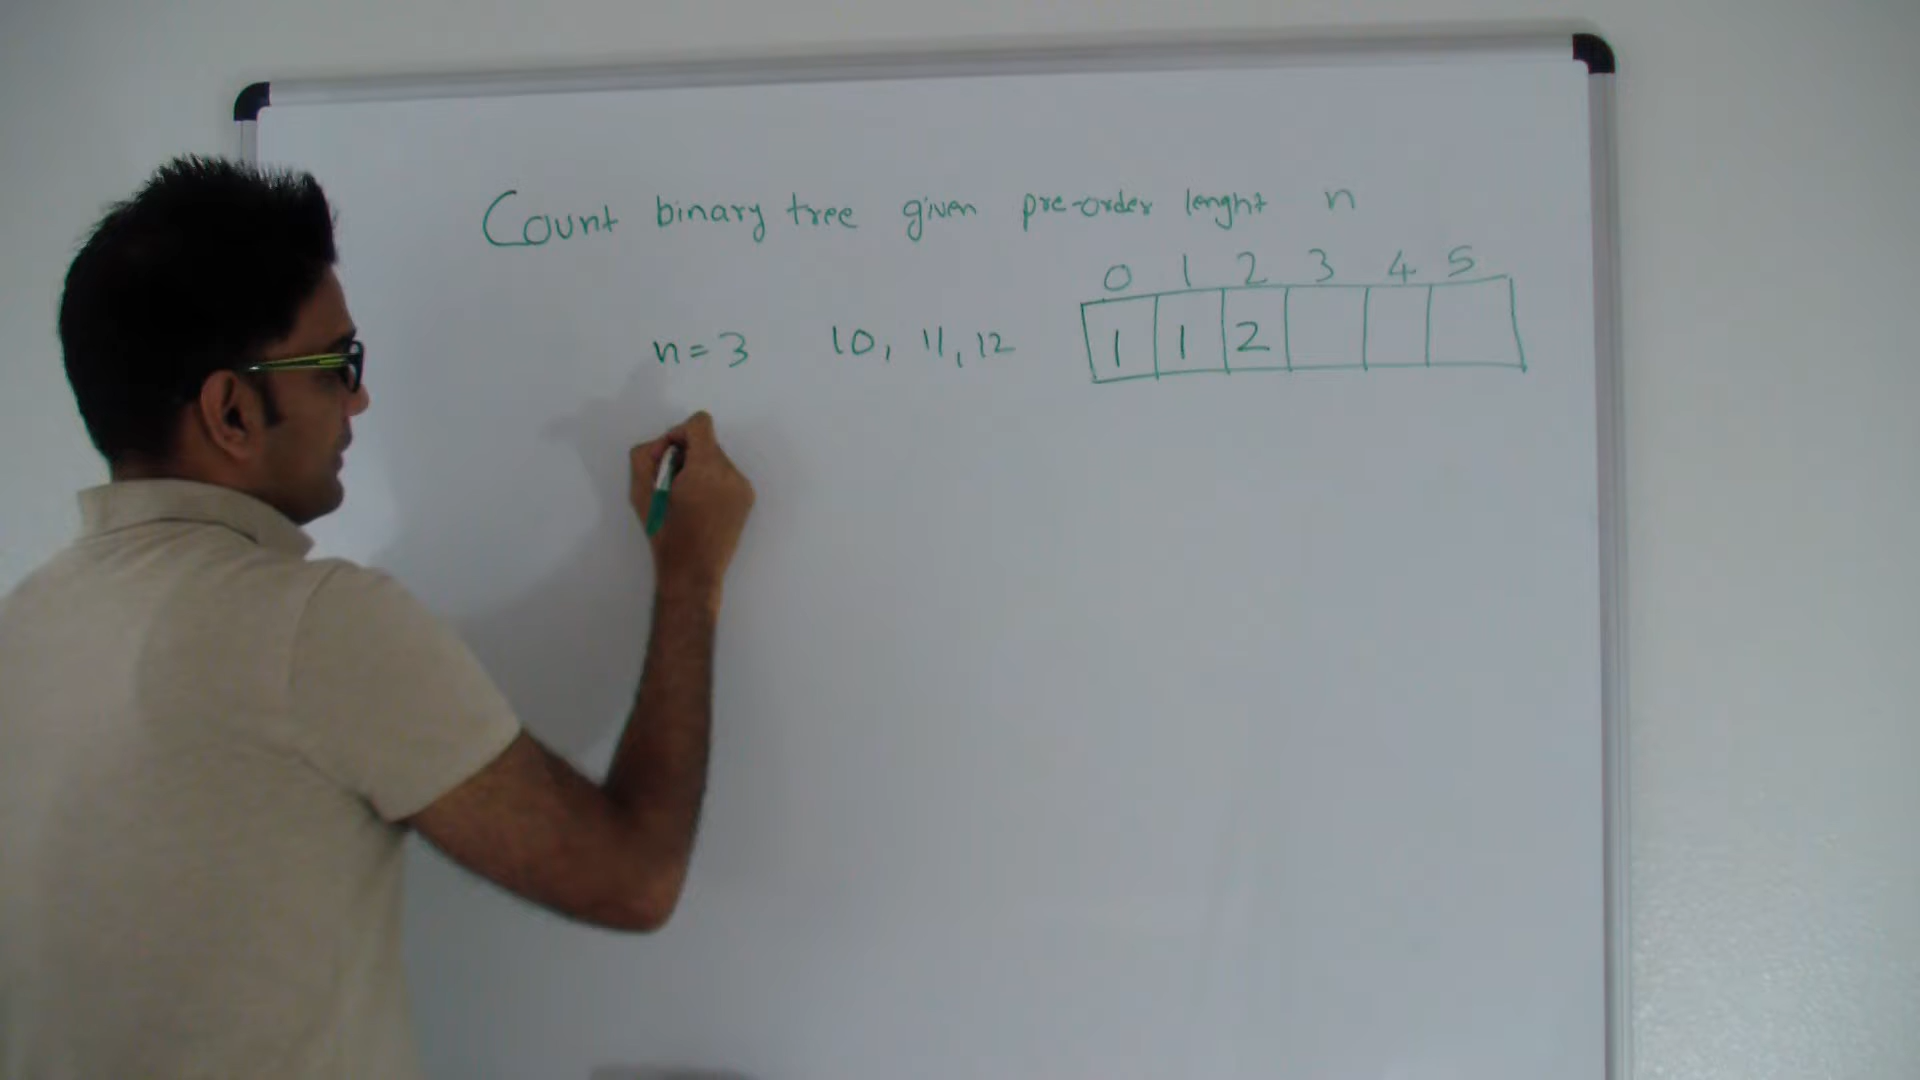 Count binary tree given pre-order lenght n
0 1 2 3 4 5
n=3 10, 11, 12 1 1 2